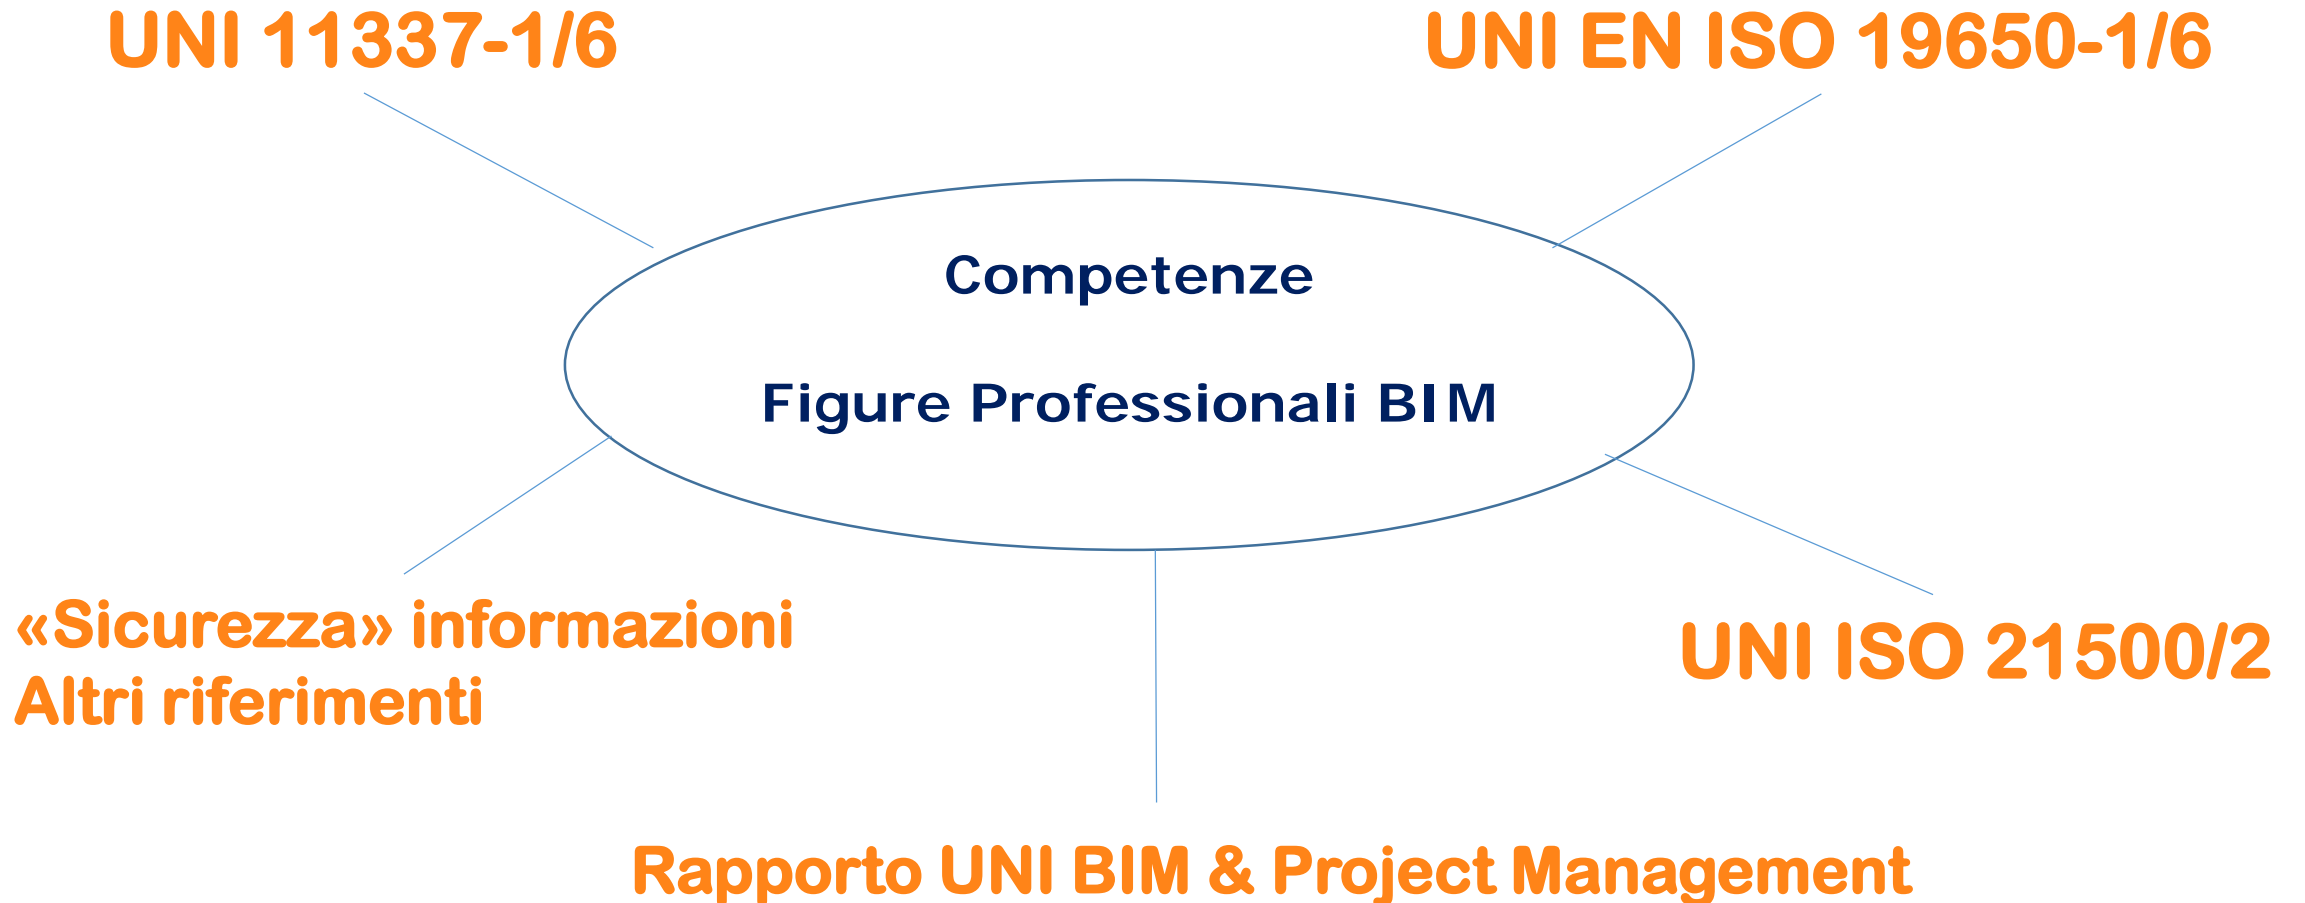 UNI 11337-1/6
UNI EN ISO 19650-1/6
Competenze
Figure Professionali BIM
«Sicurezza» informazioni
Altri riferimenti
UNI ISO 21500/2
Rapporto UNI BIM & Project Management